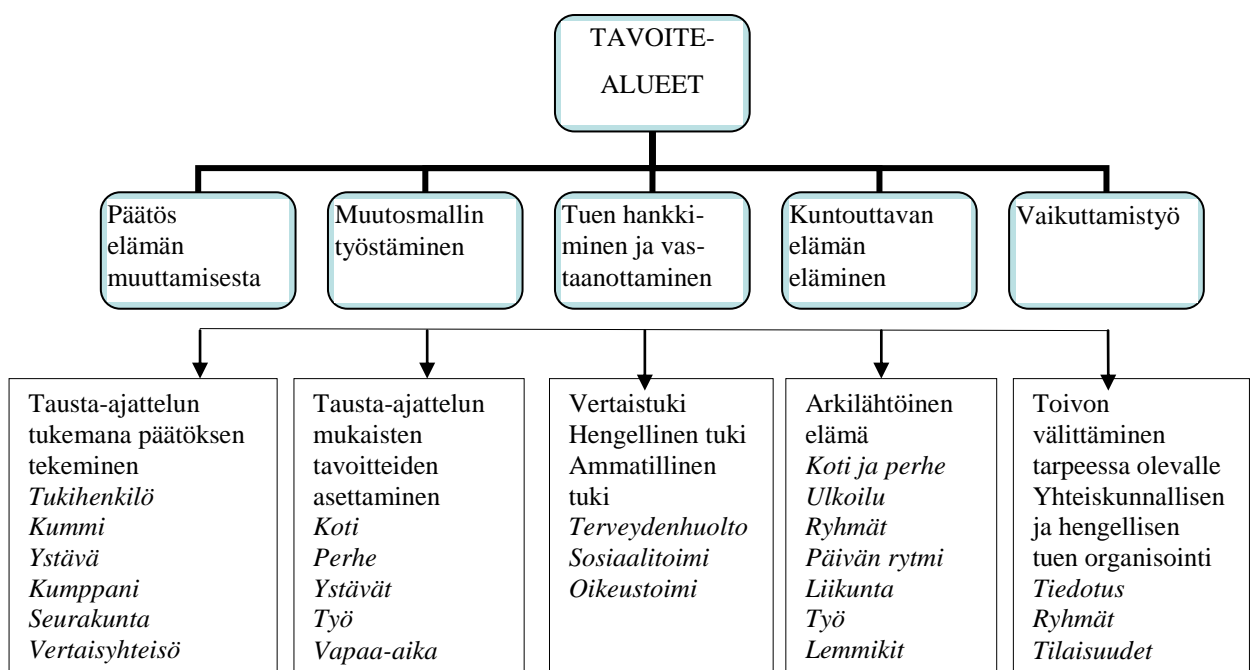 TAVOITE-
ALUEET
Päätös
elämän
muuttamisesta
Muutosmallin
työstäminen
Tuen hankki-
minen ja vas-
taanottaminen
Kuntouttavan
elämän
eläminen
Vaikuttamistyö
Tausta-ajattelun
tukemana päätöksen
tekeminen
Tukihenkilö
Kummi
Ystävä
Kumppani
Seurakunta
Vertaisyhteisö
Tausta-ajattelun
mukaisten
tavoitteiden
asettaminen
Koti
Perhe
Ystävät
Työ
Vapaa-aika
Vertaistuki
Hengellinen tuki
Ammatillinen
tuki
Terveydenhuolto
Sosiaalitoimi
Oikeustoimi
Arkilähtöinen
elämä
Koti ja perhe
Ulkoilu
Ryhmät
Päivän rytmi
Liikunta
Työ
Lemmikit
Toivon
välittäminen
tarpeessa olevalle
Yhteiskunnallisen
ja hengellisen
tuen organisointi
Tiedotus
Ryhmät
Tilaisuudet